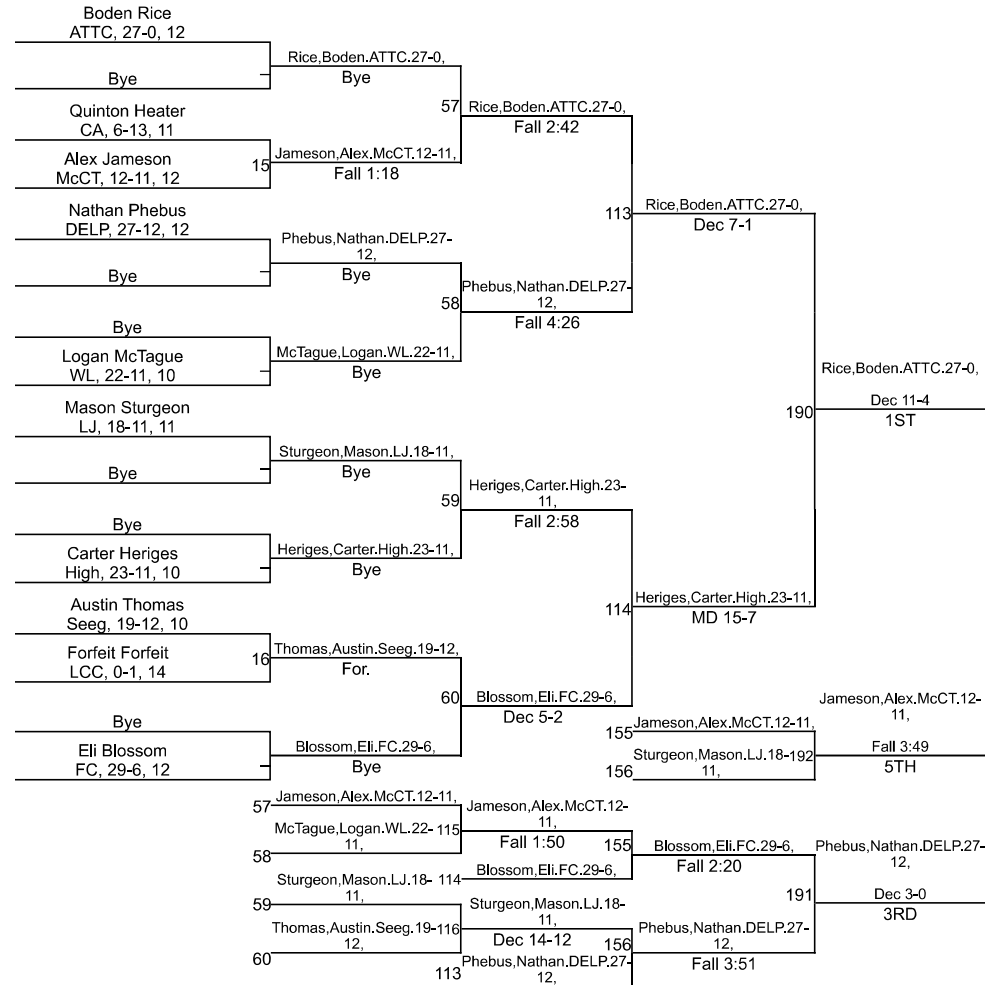 Boden Rice
ATTC, 27-0, 12
Rice,Boden.ATTC.27-0,
Bye
Bye
57
Rice,Boden.ATTC.27-0,
Fall 2:42
Quinton Heater
CA, 6-13, 11
Alex Jameson
McCT, 12-11, 12
15
Jameson,Alex.McCT.12-11,
Fall 1:18
Nathan Phebus
DELP, 27-12, 12
113
Rice,Boden.ATTC.27-0,
Dec 7-1
Phebus,Nathan.DELP.27-
12,
Bye
Bye
58
Phebus,Nathan.DELP.27-
12,
Fall 4:26
Bye
Logan McTague
WL, 22-11, 10
McTague,Logan.WL.22-11,
Bye
Rice,Boden.ATTC.27-0,
190
Dec 11-4
1ST
Mason Sturgeon
LJ, 18-11, 11
Sturgeon,Mason.LJ.18-11,
Bye
Bye
59
Heriges,Carter.High.23-
11,
Fall 2:58
Bye
Carter Heriges
High, 23-11, 10
Heriges,Carter.High.23-11,
Bye
114
Heriges,Carter.High.23-11,
MD 15-7
Austin Thomas
Seeg, 19-12, 10
Forfeit Forfeit
LCC, 0-1, 14
16
Thomas,Austin.Seeg.19-12,
For.
60
Blossom,Eli.FC.29-6,
Dec 5-2
Bye
Eli Blossom
FC, 29-6, 12
Blossom,Eli.FC.29-6,
Bye
155
Jameson,Alex.McCT.12-11,
156
Sturgeon,Mason.LJ.18-
11,
192
Jameson,Alex.McCT.12-
11,
Fall 3:49
5TH
57
Jameson,Alex.McCT.12-11,
58
McTague,Logan.WL.22-
11,
115
Jameson,Alex.McCT.12-
11,
Fall 1:50
114
Blossom,Eli.FC.29-6,
155
Blossom,Eli.FC.29-6,
Fall 2:20
59
Sturgeon,Mason.LJ.18-
11,
60
Thomas,Austin.Seeg.19-
12,
116
Sturgeon,Mason.LJ.18-
11,
Dec 14-12
113
Phebus,Nathan.DELP.27-
12,
156
Phebus,Nathan.DELP.27-
12,
Fall 3:51
191
Phebus,Nathan.DELP.27-
12,
Dec 3-0
3RD